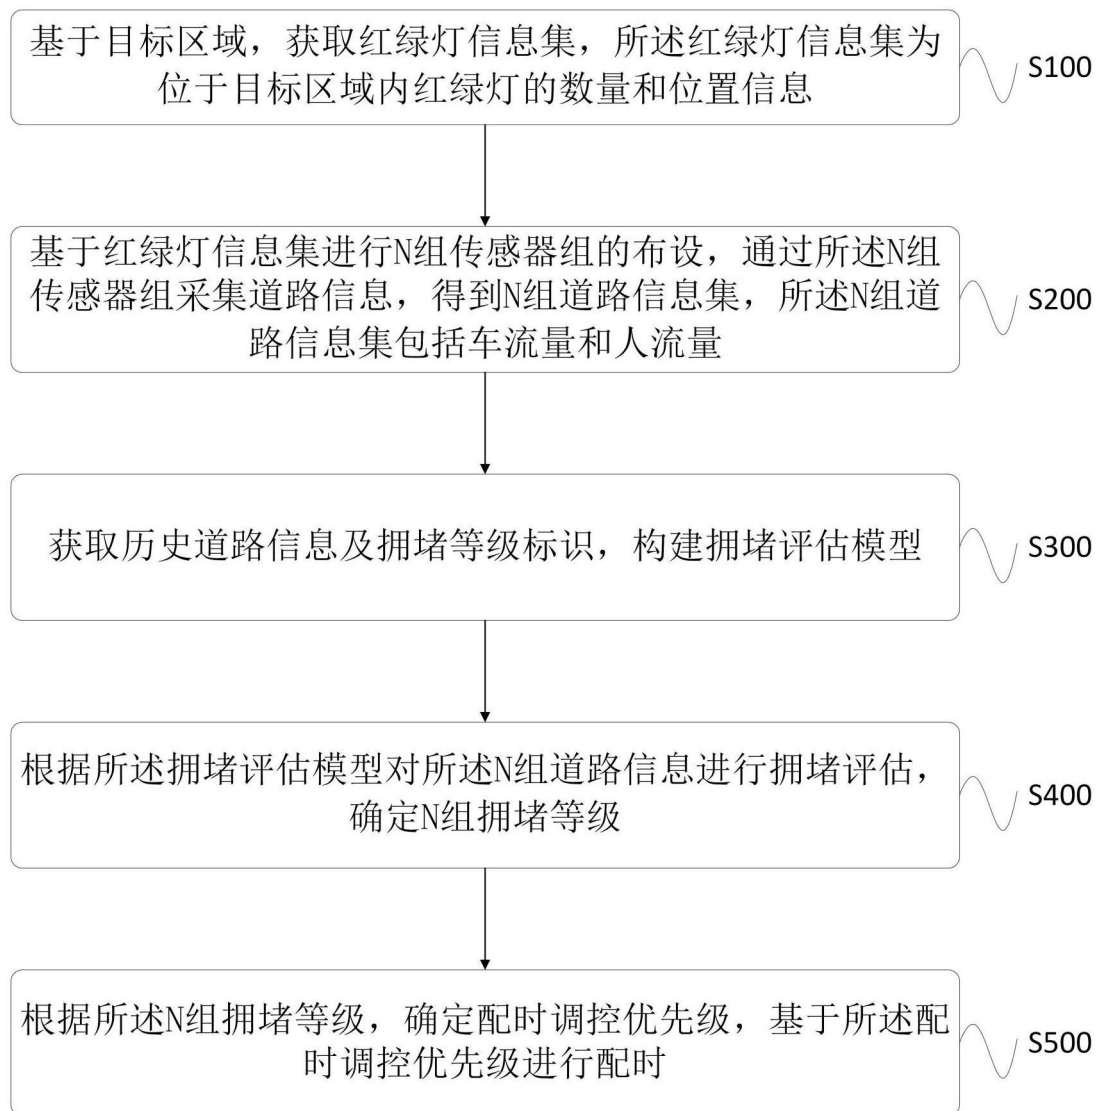 基于目标区域，获取红绿灯信息集，所述红绿灯信息集为
位于目标区域内红绿灯的数量和位置信息
S100
基于红绿灯信息集进行N组传感器组的布设，通过所述N组
传感器组采集道路信息，得到N组道路信息集，所述N组道
路信息集包括车流量和人流量
S200
获取历史道路信息及拥堵等级标识，构建拥堵评估模型
S300
根据所述拥堵评估模型对所述N组道路信息进行拥堵评估，
确定N组拥堵等级
S400
根据所述N组拥堵等级，确定配时调控优先级，基于所述配
时调控优先级进行配时
S500